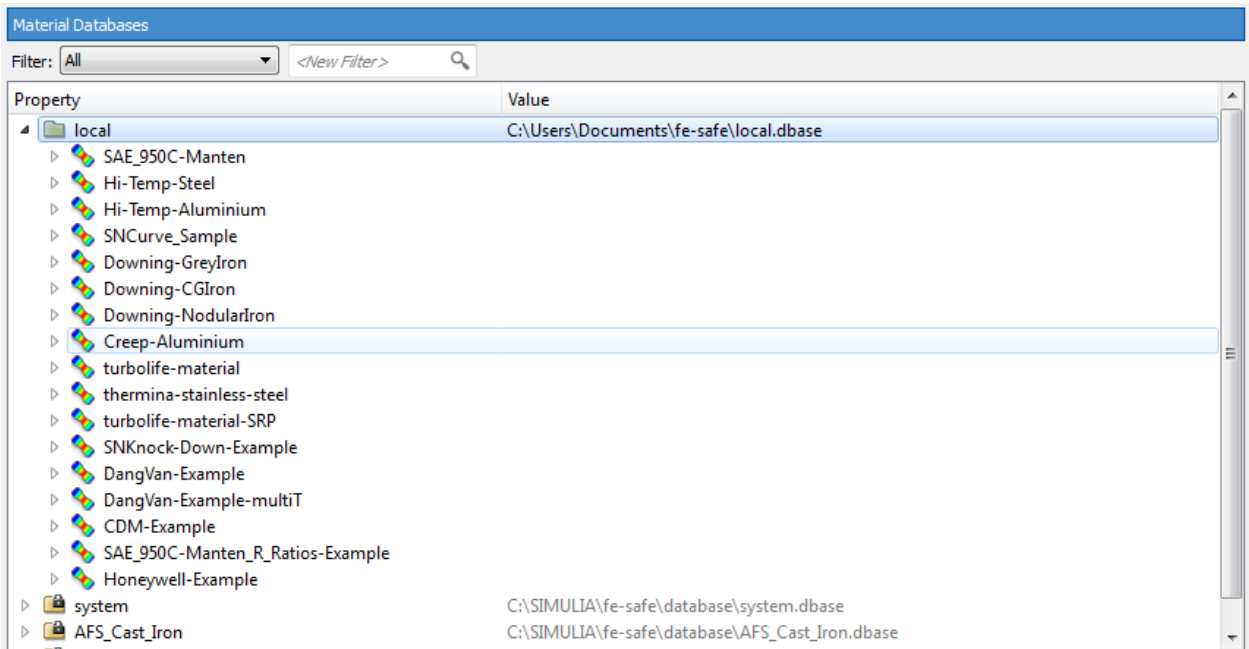 Material Databases
Filter: All <New Filter>
Property Value
local C:\Users\Documents\fe-safe\local.dbase
SAE_950C-Manten
Hi-Temp-Steel
Hi-Temp-Aluminium
SNCurve_Sample
Downing-GreyIron
Downing-CGIron
Downing-NodularIron
Creep-Aluminium
turbolife-material
thermina-stainless-steel
turbolife-material-SRP
SNKnock-Down-Example
DangVan-Example
DangVan-Example-multiT
CDM-Example
SAE_950C-Manten_R_Ratios-Example
Honeywell-Example
system C:\SIMULIA\fe-safe\database\system.dbase
AFS_Cast_Iron C:\SIMULIA\fe-safe\database\AFS_Cast_Iron.dbase